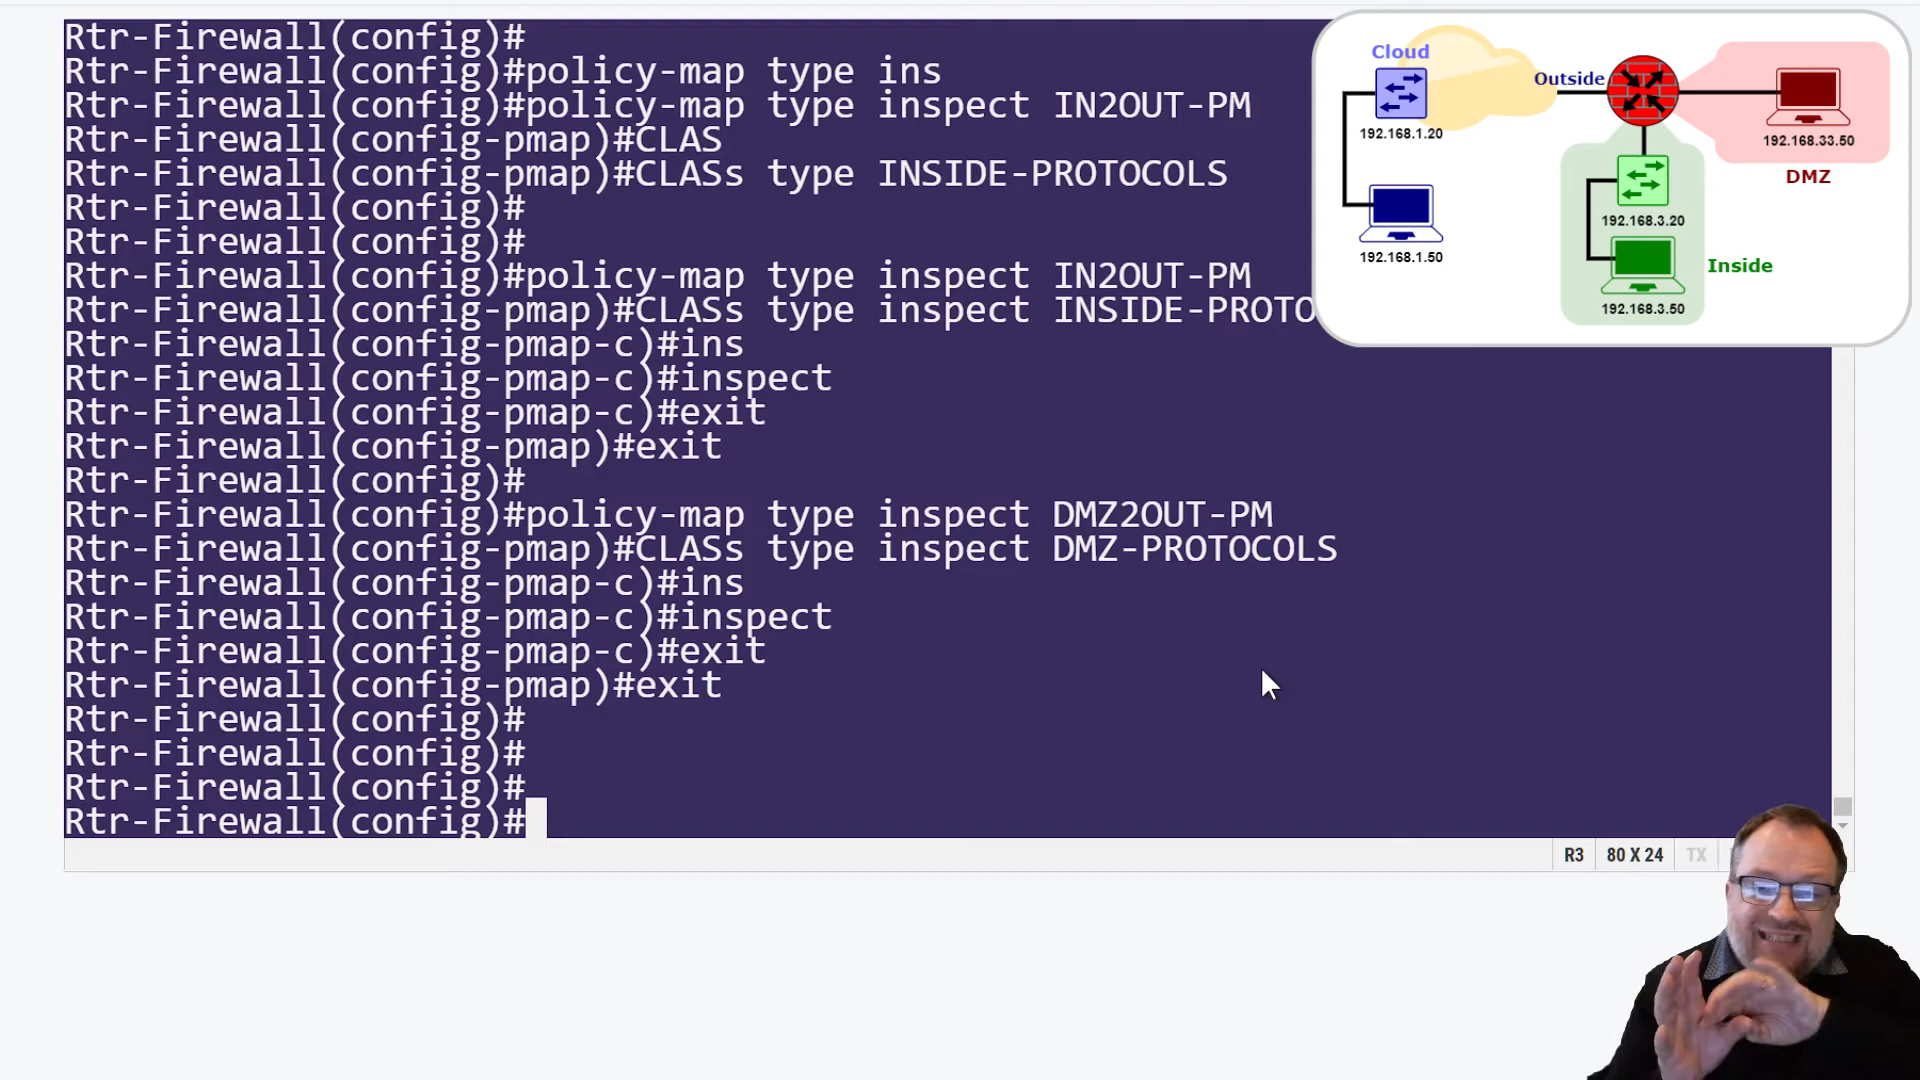 Rtr-Firewall(config)#
Rtr-Firewall(config)#policy-map type ins
Rtr-Firewall(config)#policy-map type inspect IN2OUT-PM
Rtr-Firewall(config-pmap)#CLAS
Rtr-Firewall(config-pmap)#CLASs type INSIDE-PROTOCOLS
Rtr-Firewall(config)#
Rtr-Firewall(config)#
Rtr-Firewall(config)#policy-map type inspect IN2OUT-PM
Rtr-Firewall(config-pmap)#CLASs type inspect INSIDE-PROTO
Rtr-Firewall(config-pmap-c)#ins
Rtr-Firewall(config-pmap-c)#inspect
Rtr-Firewall(config-pmap-c)#exit
Rtr-Firewall(config-pmap)#exit
Rtr-Firewall(config)#
Rtr-Firewall(config)#policy-map type inspect DMZ2OUT-PM
Rtr-Firewall(config-pmap)#CLASs type inspect DMZ-PROTOCOLS
Rtr-Firewall(config-pmap-c)#ins
Rtr-Firewall(config-pmap-c)#inspect
Rtr-Firewall(config-pmap-c)#exit
Rtr-Firewall(config-pmap)#exit
Rtr-Firewall(config)#
Rtr-Firewall(config)#
Rtr-Firewall(config)#
Rtr-Firewall(config)#
R3 80 X 24 TX
Cloud
Outside
192.168.1.20
192.168.33.50
DMZ
192.168.3.20
192.168.1.50
Inside
192.168.3.50